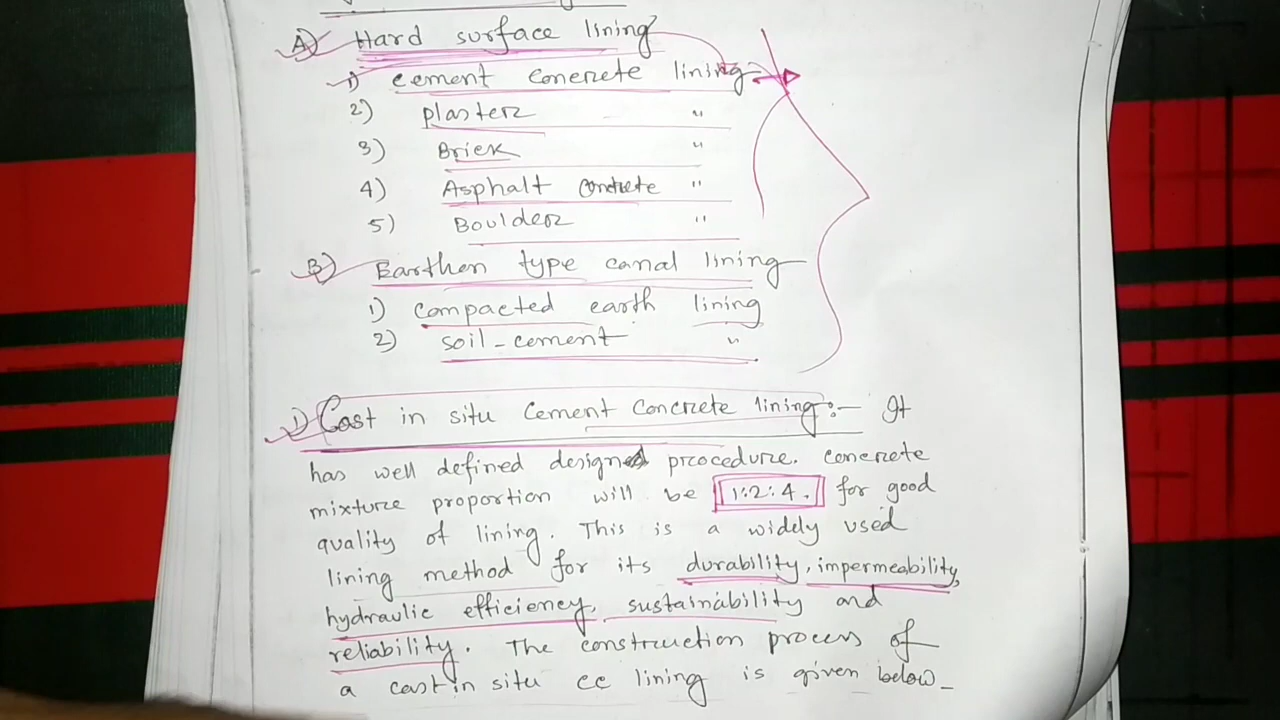 A) Hard surface lining
1) cement concrete lining
2) plaster "
3) Brick "
4) Asphalt concrete "
5) Boulder "
B) Earthen type canal lining
1) compacted earth lining
2) soil-cement "
1) Cast in situ Cement Concrete lining:- It
has well defined designed procedure. concrete
mixture proportion will be 1:2:4. for good
quality of lining. This is a widely used
lining method for its durability, impermeability,
hydraulic efficiency, sustainability and
reliability. The construction process of
a cast in situ cc lining is given below-